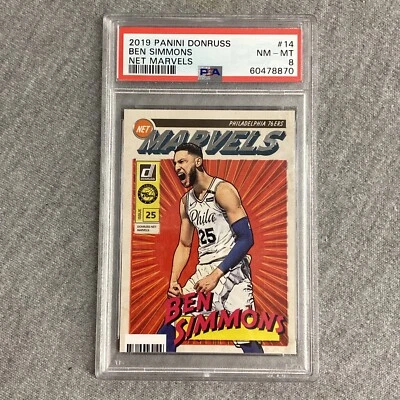 2019 PANINI DONRUSS #14
BEN SIMMONS NM - MT
NET MARVELS 8
PSA 60478870
PHILADELPHIA 76ERS
NET
MARVELS
25
Phila
25
BEN
SIMMONS